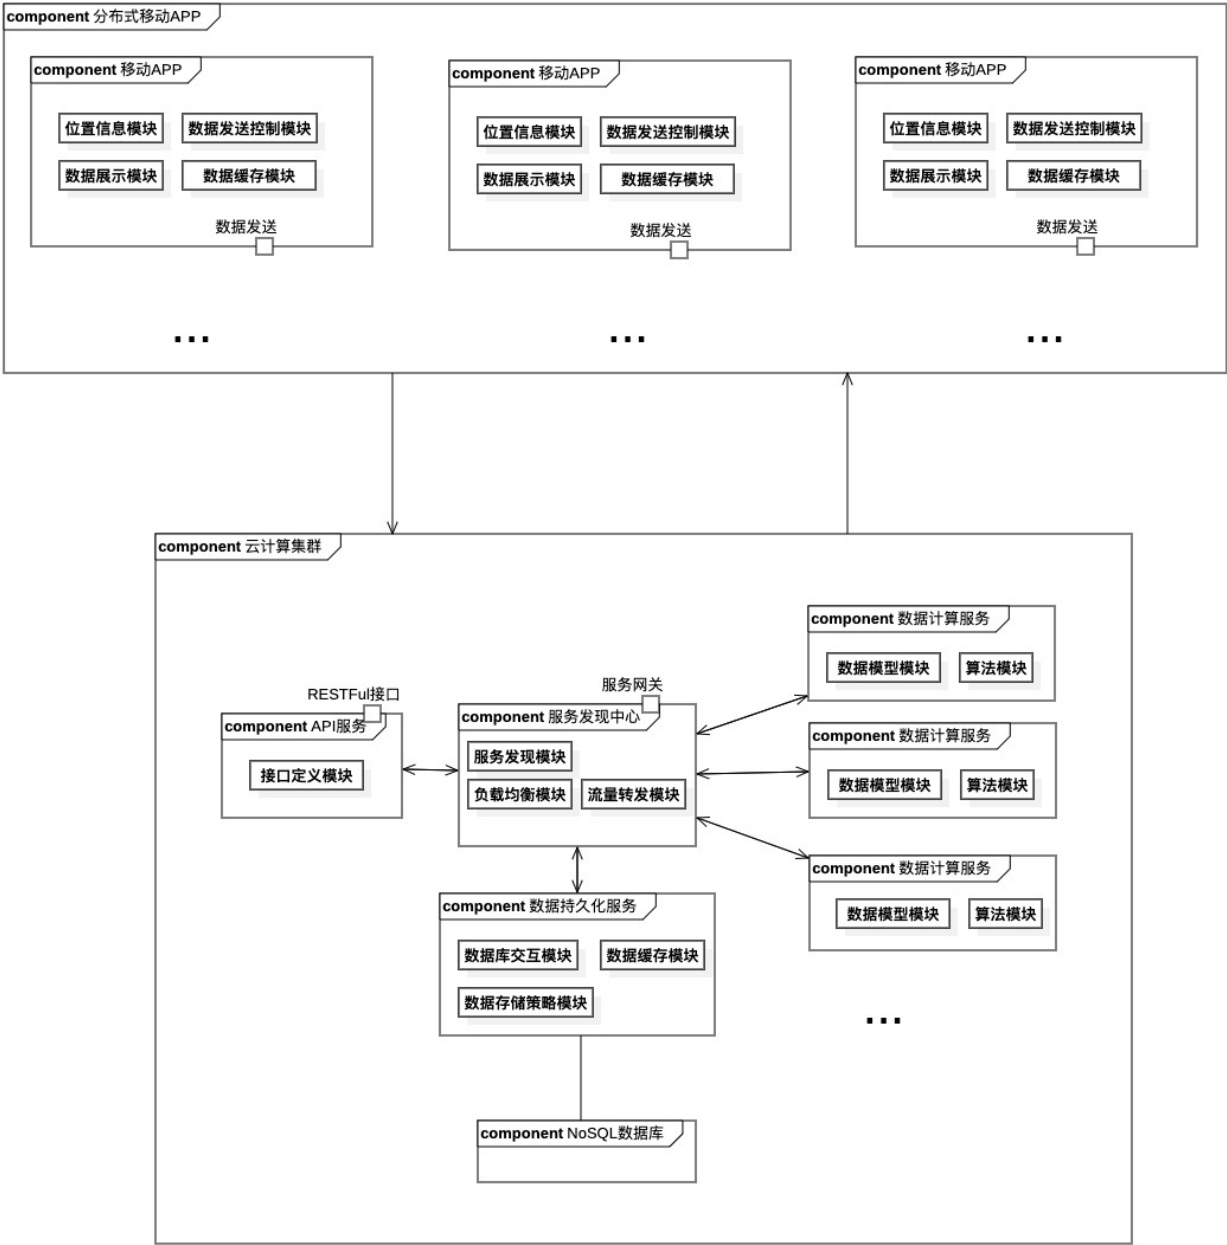 component 分布式移动APP
component 移动APP
位置信息模块
数据发送控制模块
数据展示模块
数据缓存模块
数据发送
component 移动APP
位置信息模块
数据发送控制模块
数据展示模块
数据缓存模块
数据发送
component 移动APP
位置信息模块
数据发送控制模块
数据展示模块
数据缓存模块
数据发送
...
...
...
component 云计算集群
RESTFul接口
component API服务
接口定义模块
服务网关
component 服务发现中心
服务发现模块
负载均衡模块
流量转发模块
component 数据计算服务
数据模型模块
算法模块
component 数据计算服务
数据模型模块
算法模块
component 数据计算服务
数据模型模块
算法模块
...
component 数据持久化服务
数据库交互模块
数据缓存模块
数据存储策略模块
component NoSQL数据库